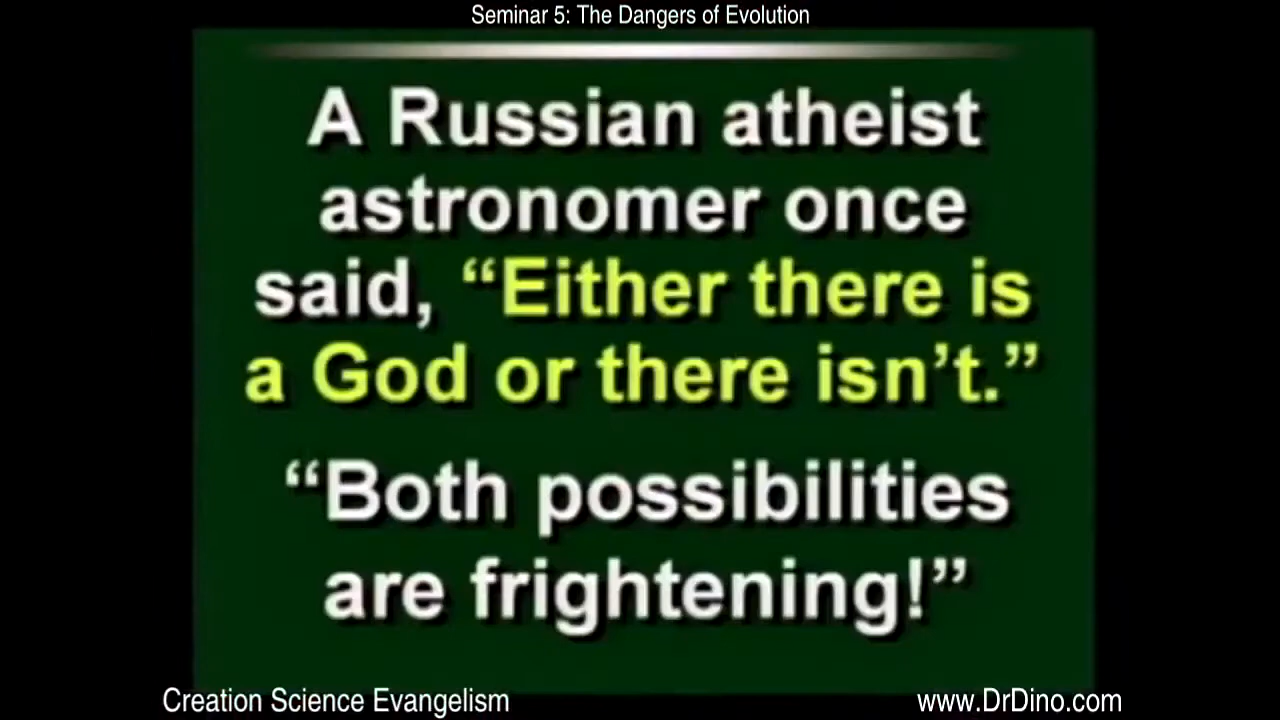 Seminar 5: The Dangers of Evolution
A Russian atheist
astronomer once
said, “Either there is
a God or there isn’t.”
“Both possibilities
are frightening!”
Creation Science Evangelism
www.DrDino.com